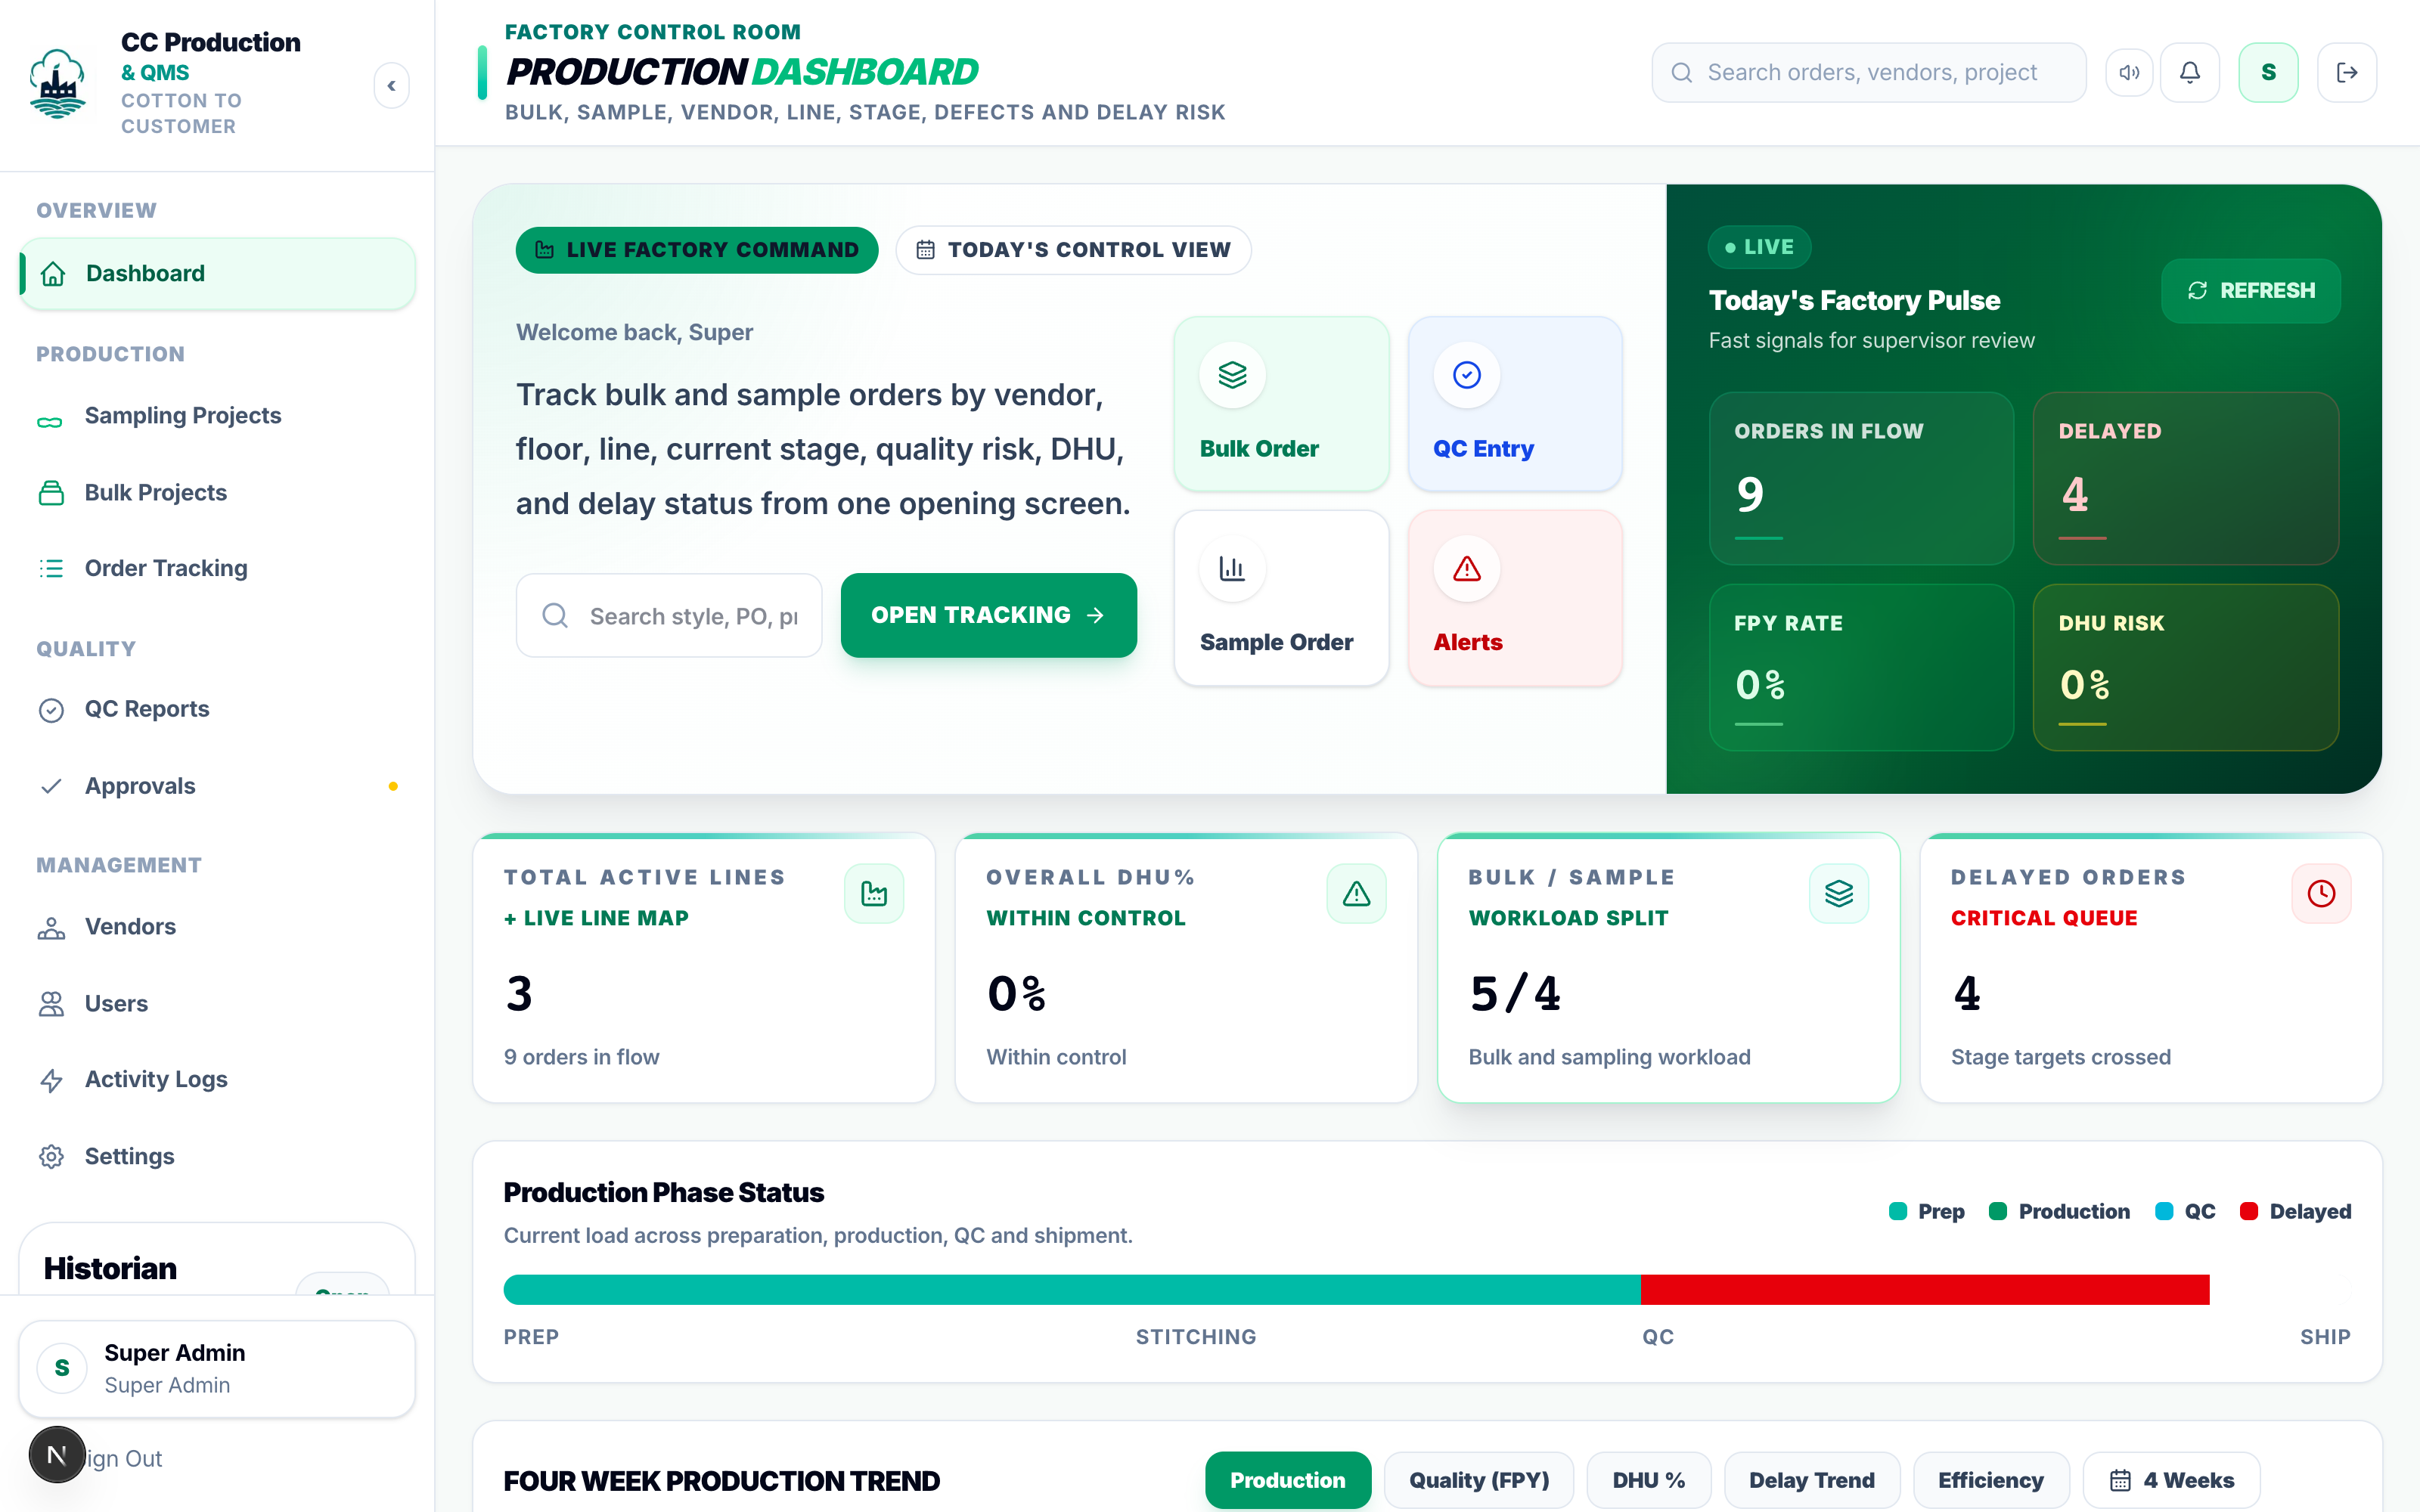 CC Production
& QMS
COTTON TO
CUSTOMER
‹
OVERVIEW
Dashboard
PRODUCTION
Sampling Projects
Bulk Projects
Order Tracking
QUALITY
QC Reports
Approvals
MANAGEMENT
Vendors
Users
Activity Logs
Settings
Historian
S
Super Admin
Super Admin
N
ign Out
FACTORY CONTROL ROOM
PRODUCTION DASHBOARD
BULK, SAMPLE, VENDOR, LINE, STAGE, DEFECTS AND DELAY RISK
Search orders, vendors, project
S
LIVE FACTORY COMMAND
TODAY'S CONTROL VIEW
Welcome back, Super
Track bulk and sample orders by vendor,
floor, line, current stage, quality risk, DHU,
and delay status from one opening screen.
Search style, PO, pr
OPEN TRACKING →
Bulk Order
QC Entry
Sample Order
Alerts
LIVE
Today's Factory Pulse
Fast signals for supervisor review
REFRESH
ORDERS IN FLOW
9
DELAYED
4
FPY RATE
0%
DHU RISK
0%
TOTAL ACTIVE LINES
+ LIVE LINE MAP
3
9 orders in flow
OVERALL DHU%
WITHIN CONTROL
0%
Within control
BULK / SAMPLE
WORKLOAD SPLIT
5/4
Bulk and sampling workload
DELAYED ORDERS
CRITICAL QUEUE
4
Stage targets crossed
Production Phase Status
Current load across preparation, production, QC and shipment.
Prep
Production
QC
Delayed
PREP
STITCHING
QC
SHIP
FOUR WEEK PRODUCTION TREND
Production
Quality (FPY)
DHU %
Delay Trend
Efficiency
4 Weeks